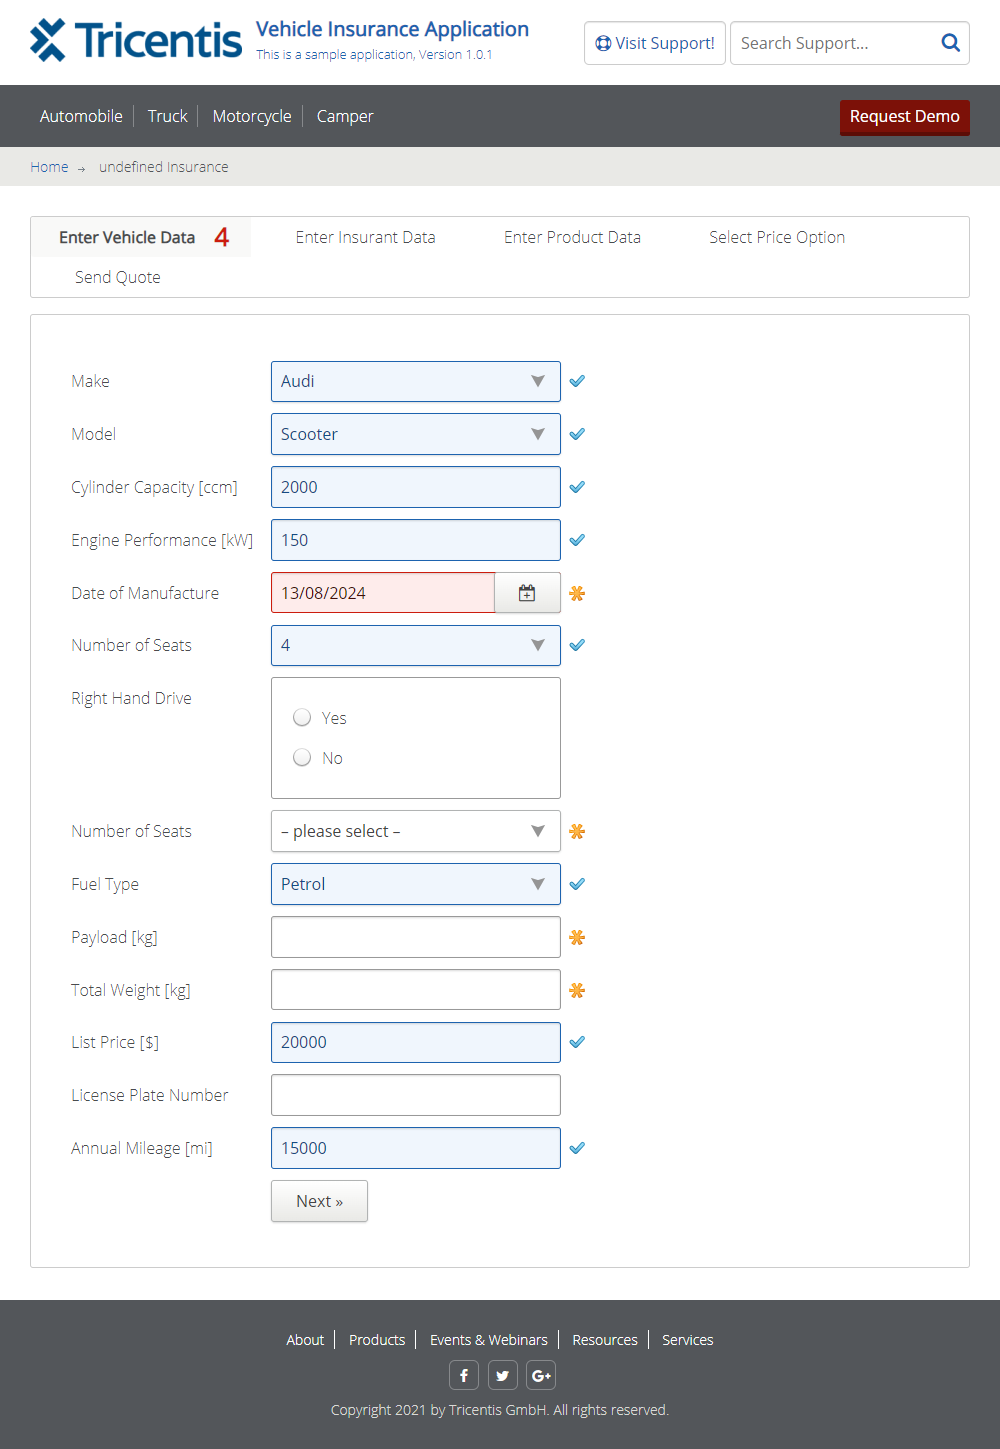 Tricentis
Vehicle Insurance Application
This is a sample application, Version 1.0.1
Visit Support!
Search Support...
Automobile
Truck
Motorcycle
Camper
Request Demo
Home → undefined Insurance
Enter Vehicle Data 4
Enter Insurant Data
Enter Product Data
Select Price Option
Send Quote
Make
Audi
Model
Scooter
Cylinder Capacity [ccm]
2000
Engine Performance [kW]
150
Date of Manufacture
13/08/2024
Number of Seats
4
Right Hand Drive
Yes
No
Number of Seats
– please select –
Fuel Type
Petrol
Payload [kg]
Total Weight [kg]
List Price [$]
20000
License Plate Number
Annual Mileage [mi]
15000
Next »
About
Products
Events & Webinars
Resources
Services
Copyright 2021 by Tricentis GmbH. All rights reserved.